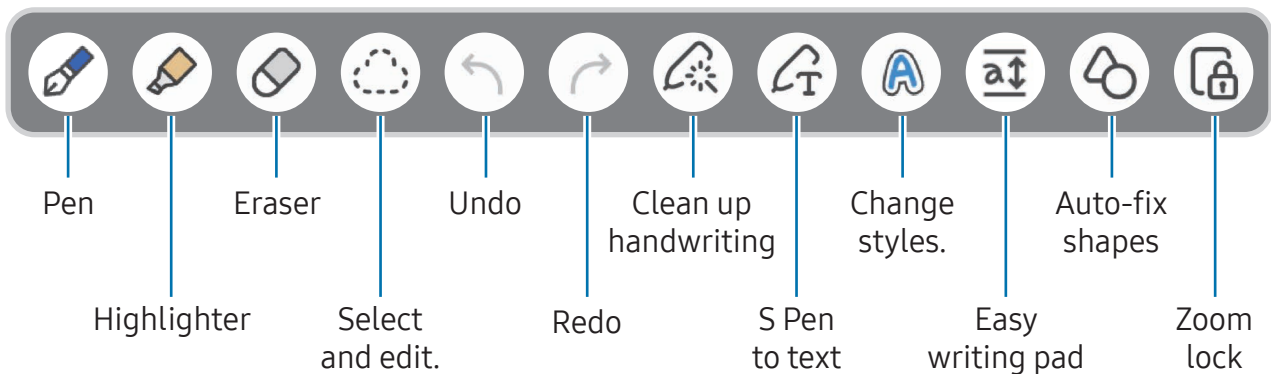 T
A
a
Pen
Eraser
Undo
Clean up
handwriting
Change
styles.
Auto-fix
shapes
Highlighter
Select
and edit.
Redo
S Pen
to text
Easy
writing pad
Zoom
lock